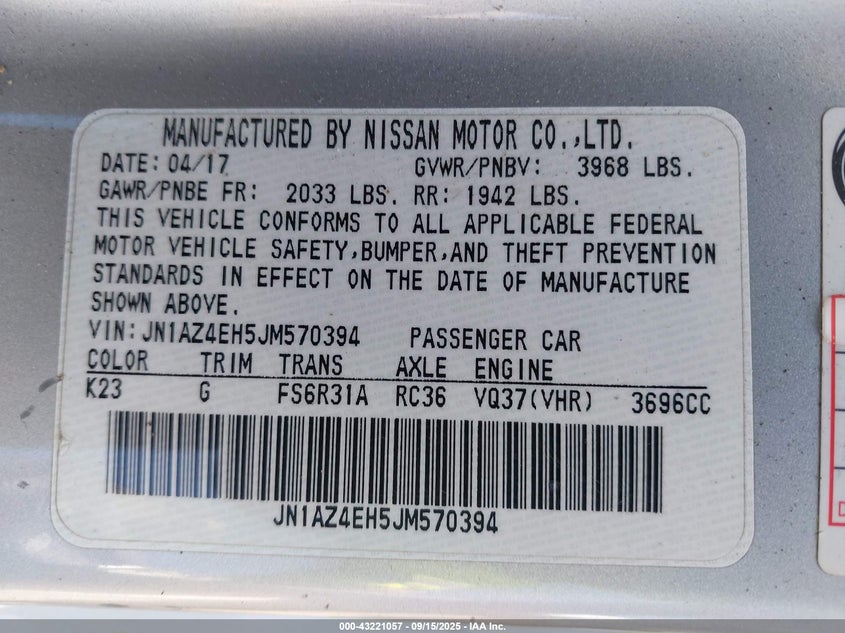 MANUFACTURED BY NISSAN MOTOR CO.,LTD.
DATE: 04/17 GVWR/PNBV: 3968 LBS.
GAWR/PNBE FR: 2033 LBS. RR: 1942 LBS.
THIS VEHICLE CONFORMS TO ALL APPLICABLE FEDERAL
MOTOR VEHICLE SAFETY,BUMPER,AND THEFT PREVENTION
STANDARDS IN EFFECT ON THE DATE OF MANUFACTURE
SHOWN ABOVE.
VIN: JN1AZ4EH5JM570394 PASSENGER CAR
COLOR TRIM TRANS AXLE ENGINE
K23 G FS6R31A RC36 VQ37(VHR) 3696CC
JN1AZ4EH5JM570394
000-43221057 - 09/15/2025 - IAA Inc.